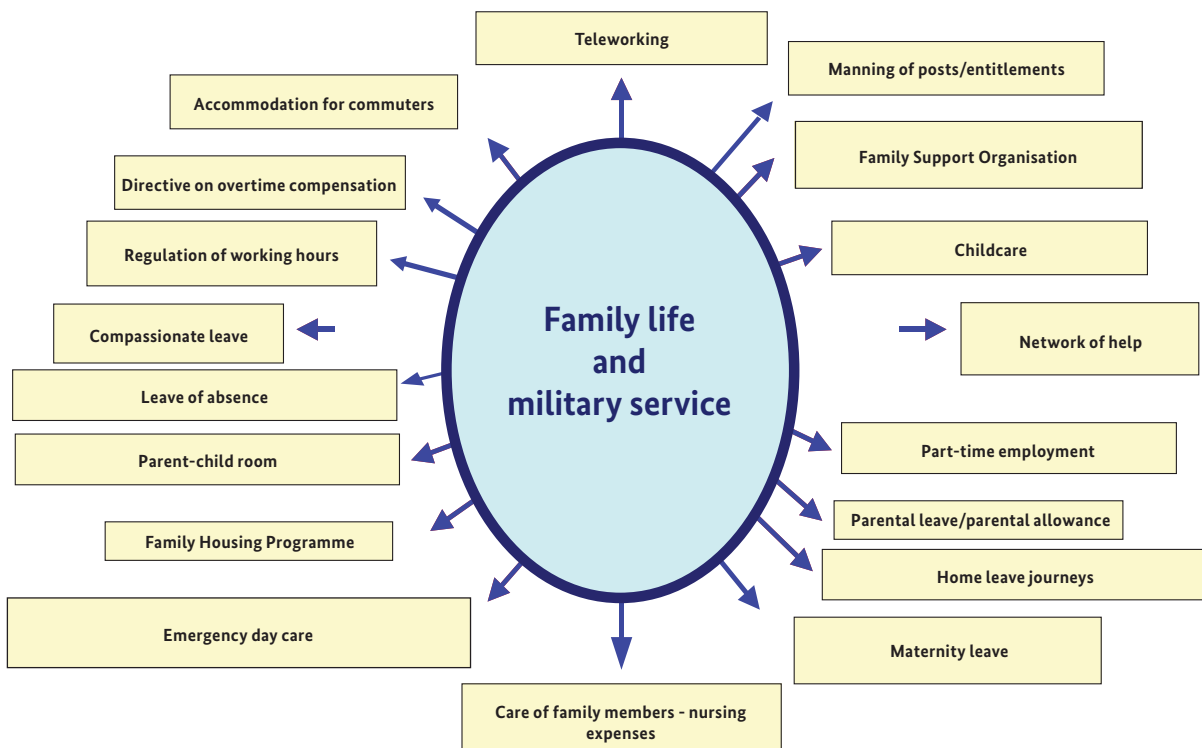 Teleworking
Manning of posts/entitlements
Accommodation for commuters
Family Support Organisation
Directive on overtime compensation
Regulation of working hours
Childcare
Compassionate leave
Network of help
Family life
and
military service
Leave of absence
Parent-child room
Part-time employment
Parental leave/parental allowance
Family Housing Programme
Home leave journeys
Emergency day care
Maternity leave
Care of family members - nursing
expenses